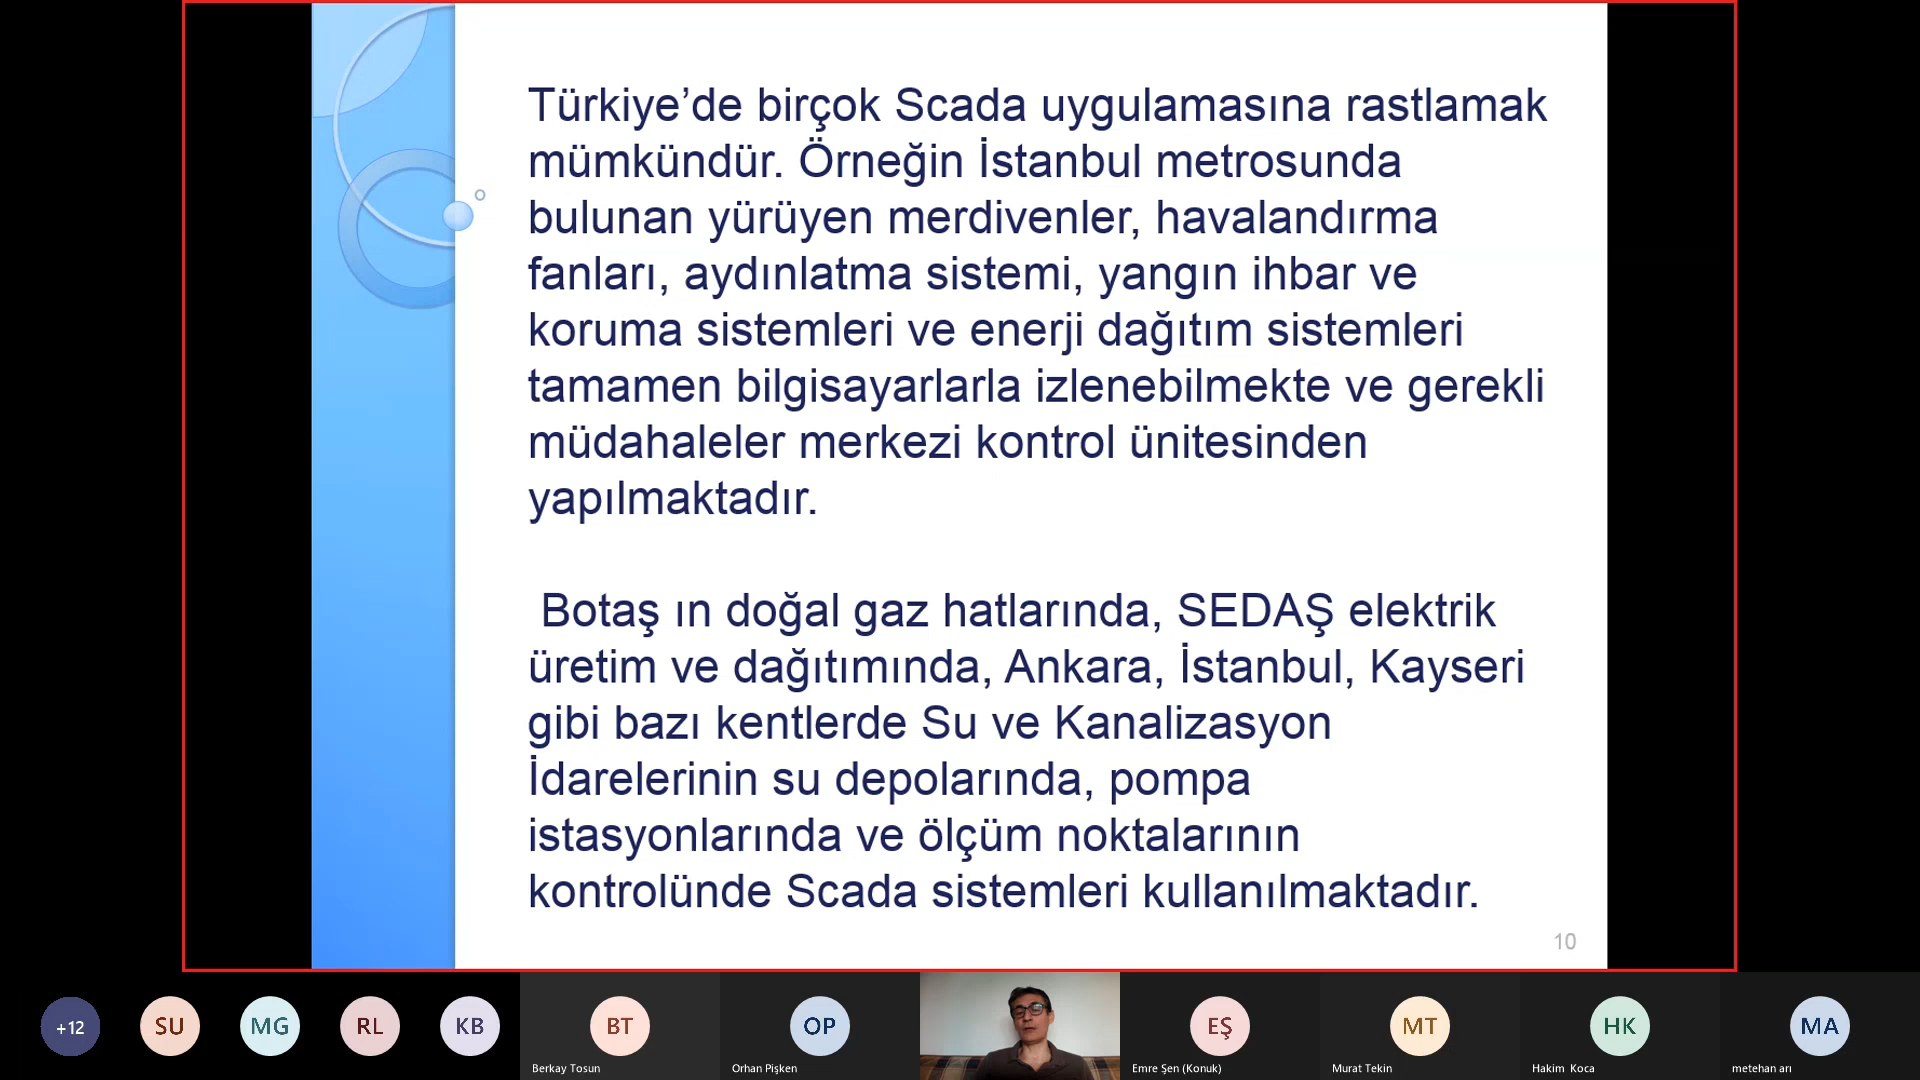 Türkiye’de birçok Scada uygulamasına rastlamak
mümkündür. Örneğin İstanbul metrosunda
bulunan yürüyen merdivenler, havalandırma
fanları, aydınlatma sistemi, yangın ihbar ve
koruma sistemleri ve enerji dağıtım sistemleri
tamamen bilgisayarlarla izlenebilmekte ve gerekli
müdahaleler merkezi kontrol ünitesinden
yapılmaktadır.
Botaş ın doğal gaz hatlarında, SEDAŞ elektrik
üretim ve dağıtımında, Ankara, İstanbul, Kayseri
gibi bazı kentlerde Su ve Kanalizasyon
İdarelerinin su depolarında, pompa
istasyonlarında ve ölçüm noktalarının
kontrolünde Scada sistemleri kullanılmaktadır.
10
+12
SU
MG
RL
KB
BT
Berkay Tosun
OP
Orhan Pişken
EŞ
Emre Şen (Konuk)
MT
Murat Tekin
HK
Hakim Koca
MA
metehan arı